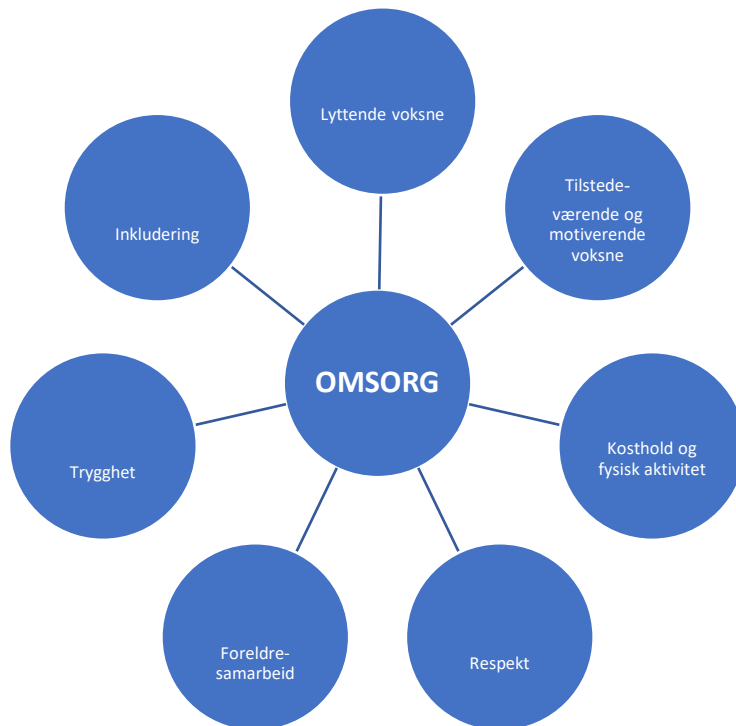 Lyttende voksne
Tilstede-
værende og
motiverende
voksne
Inkludering
OMSORG
Kosthold og
fysisk aktivitet
Trygghet
Foreldre-
samarbeid
Respekt